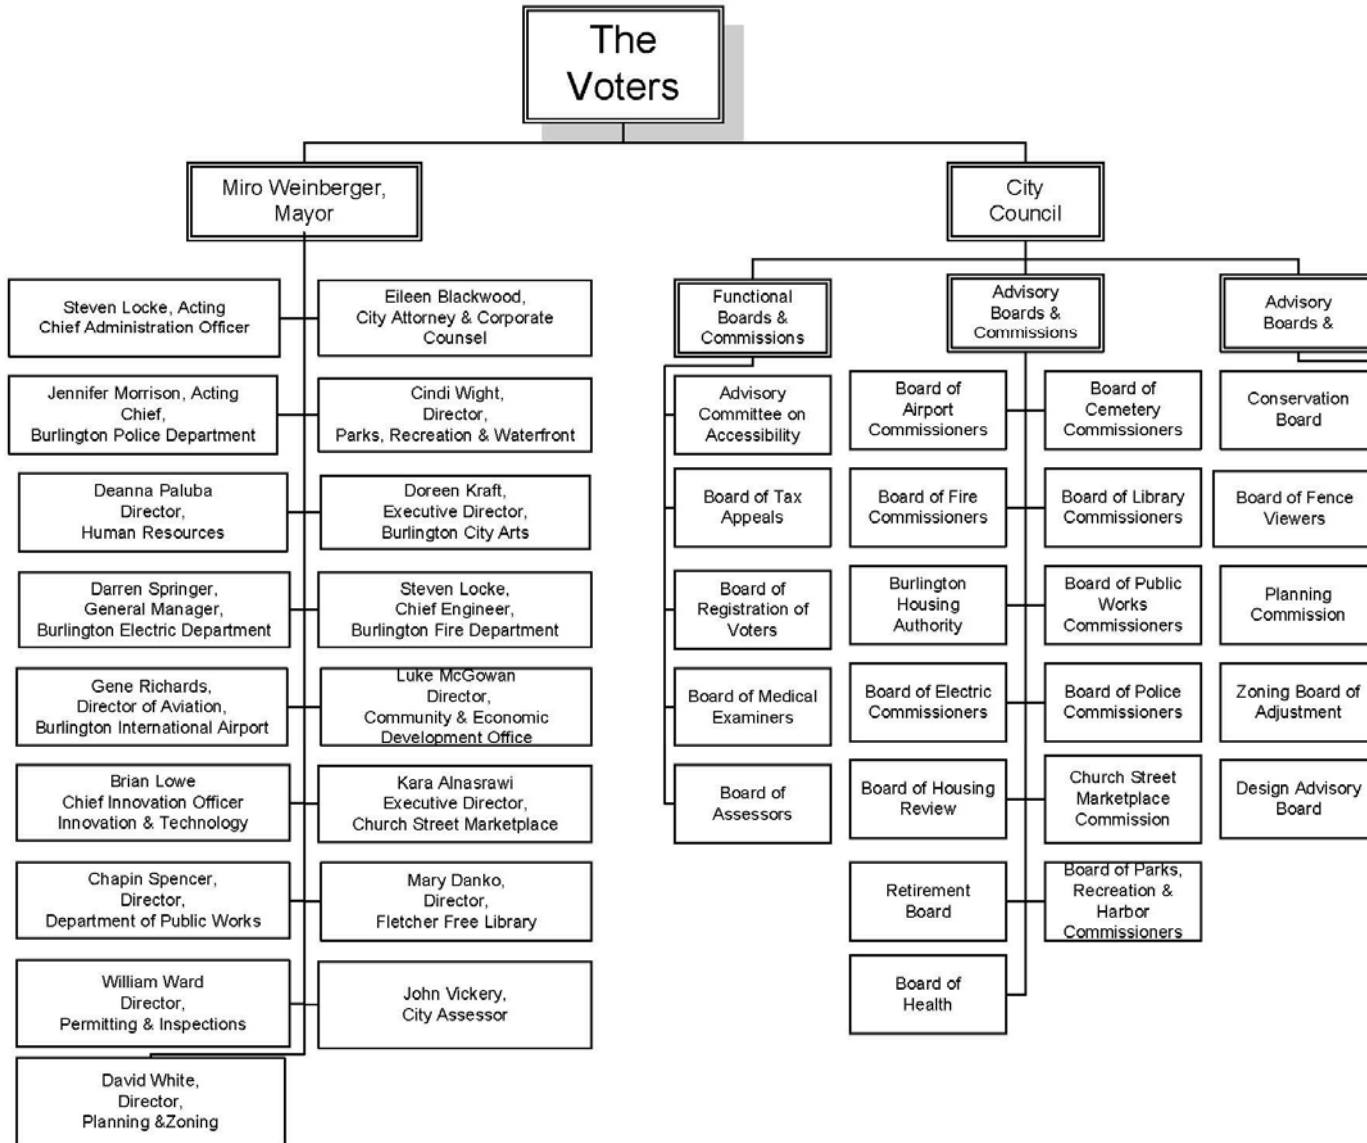 The
Voters
Miro Weinberger,
Mayor
City
Council
Steven Locke, Acting
Chief Administration Officer
Eileen Blackwood,
City Attorney & Corporate
Counsel
Jennifer Morrison, Acting
Chief,
Burlington Police Department
Cindi Wight,
Director,
Parks, Recreation & Waterfront
Deanna Paluba
Director,
Human Resources
Doreen Kraft,
Executive Director,
Burlington City Arts
Darren Springer,
General Manager,
Burlington Electric Department
Steven Locke,
Chief Engineer,
Burlington Fire Department
Gene Richards,
Director of Aviation,
Burlington International Airport
Luke McGowan
Director,
Community & Economic
Development Office
Brian Lowe
Chief Innovation Officer
Innovation & Technology
Kara Alnasrawi
Executive Director,
Church Street Marketplace
Chapin Spencer,
Director,
Department of Public Works
Mary Danko,
Director,
Fletcher Free Library
William Ward
Director,
Permitting & Inspections
John Vickery,
City Assessor
David White,
Director,
Planning &Zoning
Functional
Boards &
Commissions
Advisory
Committee on
Accessibility
Board of Tax
Appeals
Board of
Registration of
Voters
Board of Medical
Examiners
Board of
Assessors
Advisory
Boards &
Commissions
Board of
Airport
Commissioners
Board of
Cemetery
Commissioners
Board of Fire
Commissioners
Board of Library
Commissioners
Burlington
Housing
Authority
Board of Public
Works
Commissioners
Board of Electric
Commissioners
Board of Police
Commissioners
Board of Housing
Review
Church Street
Marketplace
Commission
Retirement
Board
Board of Parks,
Recreation &
Harbor
Commissioners
Board of
Health
Advisory
Boards &
Conservation
Board
Board of Fence
Viewers
Planning
Commission
Zoning Board of
Adjustment
Design Advisory
Board